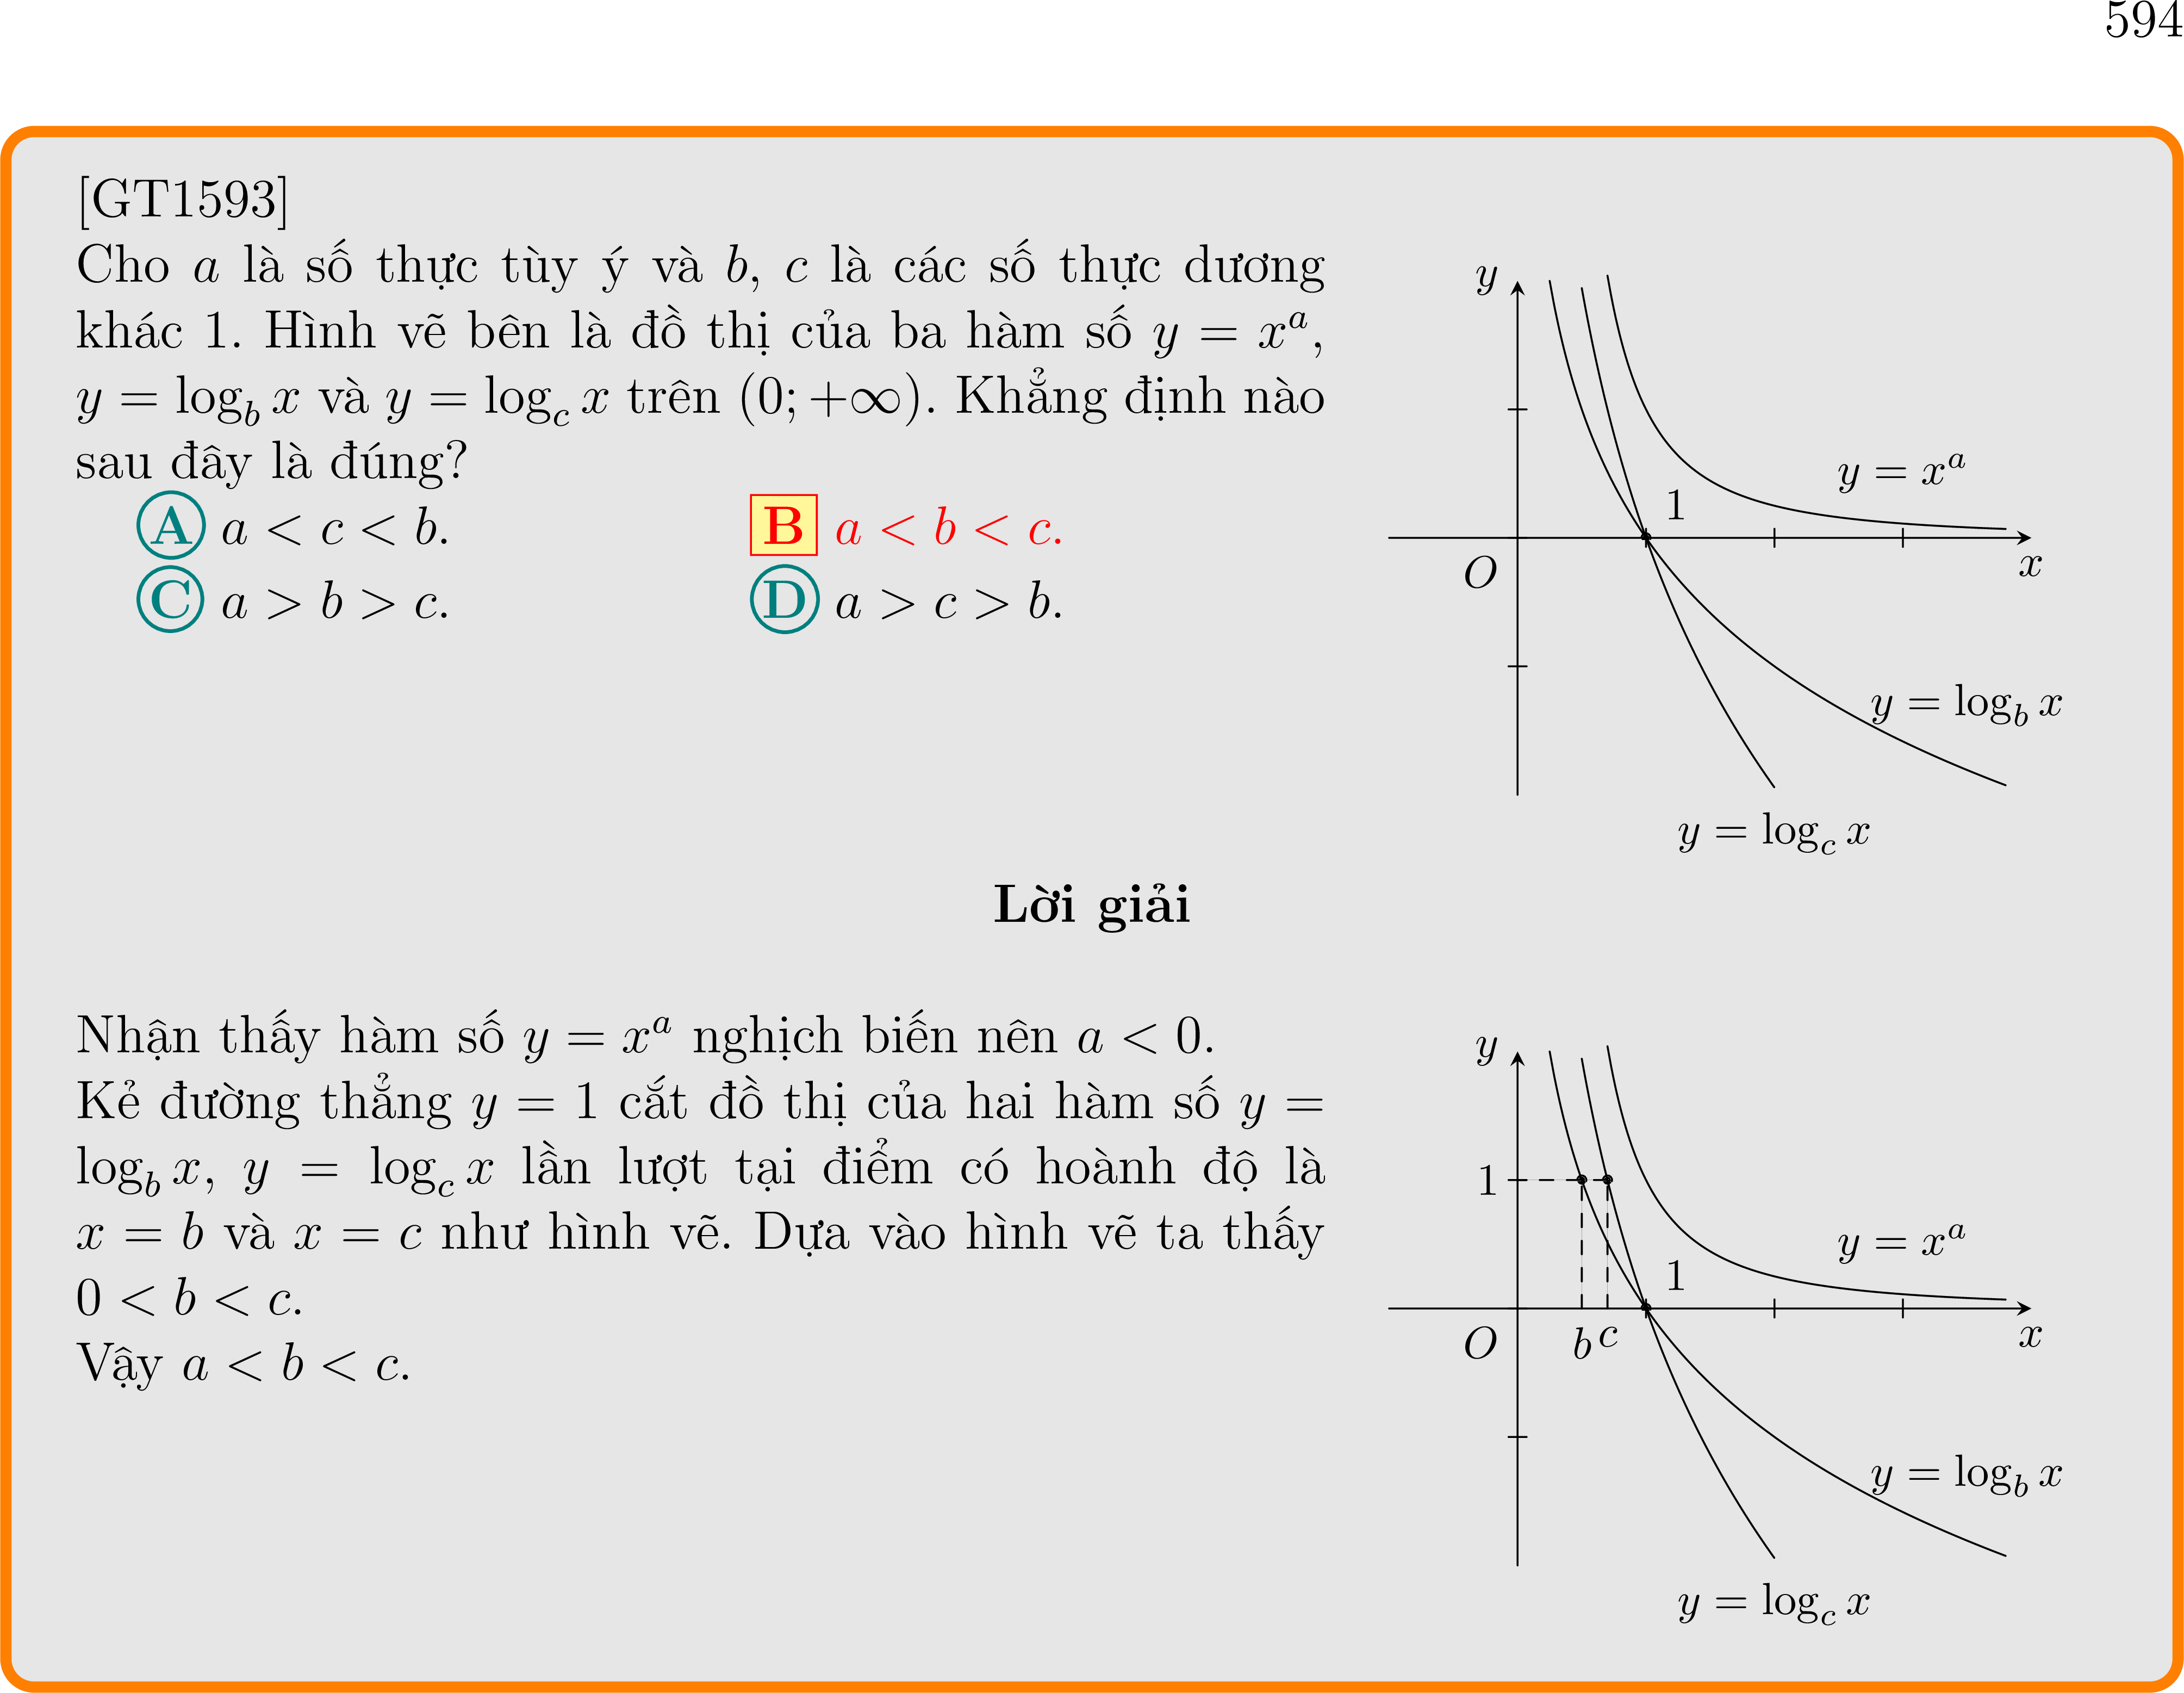 594
[GT1593]
Cho a là số thực tùy ý và b, c là các số thực dương
khác 1. Hình vẽ bên là đồ thị của ba hàm số y = x^a,
y = log_b x và y = log_c x trên (0; +∞). Khẳng định nào
sau đây là đúng?
A a < c < b. B a < b < c.
C a > b > c. D a > c > b.
y
y = x^a
1
O
x
y = log_b x
y = log_c x
Lời giải
Nhận thấy hàm số y = x^a nghịch biến nên a < 0.
Kẻ đường thẳng y = 1 cắt đồ thị của hai hàm số y =
log_b x, y = log_c x lần lượt tại điểm có hoành độ là
x = b và x = c như hình vẽ. Dựa vào hình vẽ ta thấy
0 < b < c.
Vậy a < b < c.
y
1
y = x^a
1
O
b c
x
y = log_b x
y = log_c x